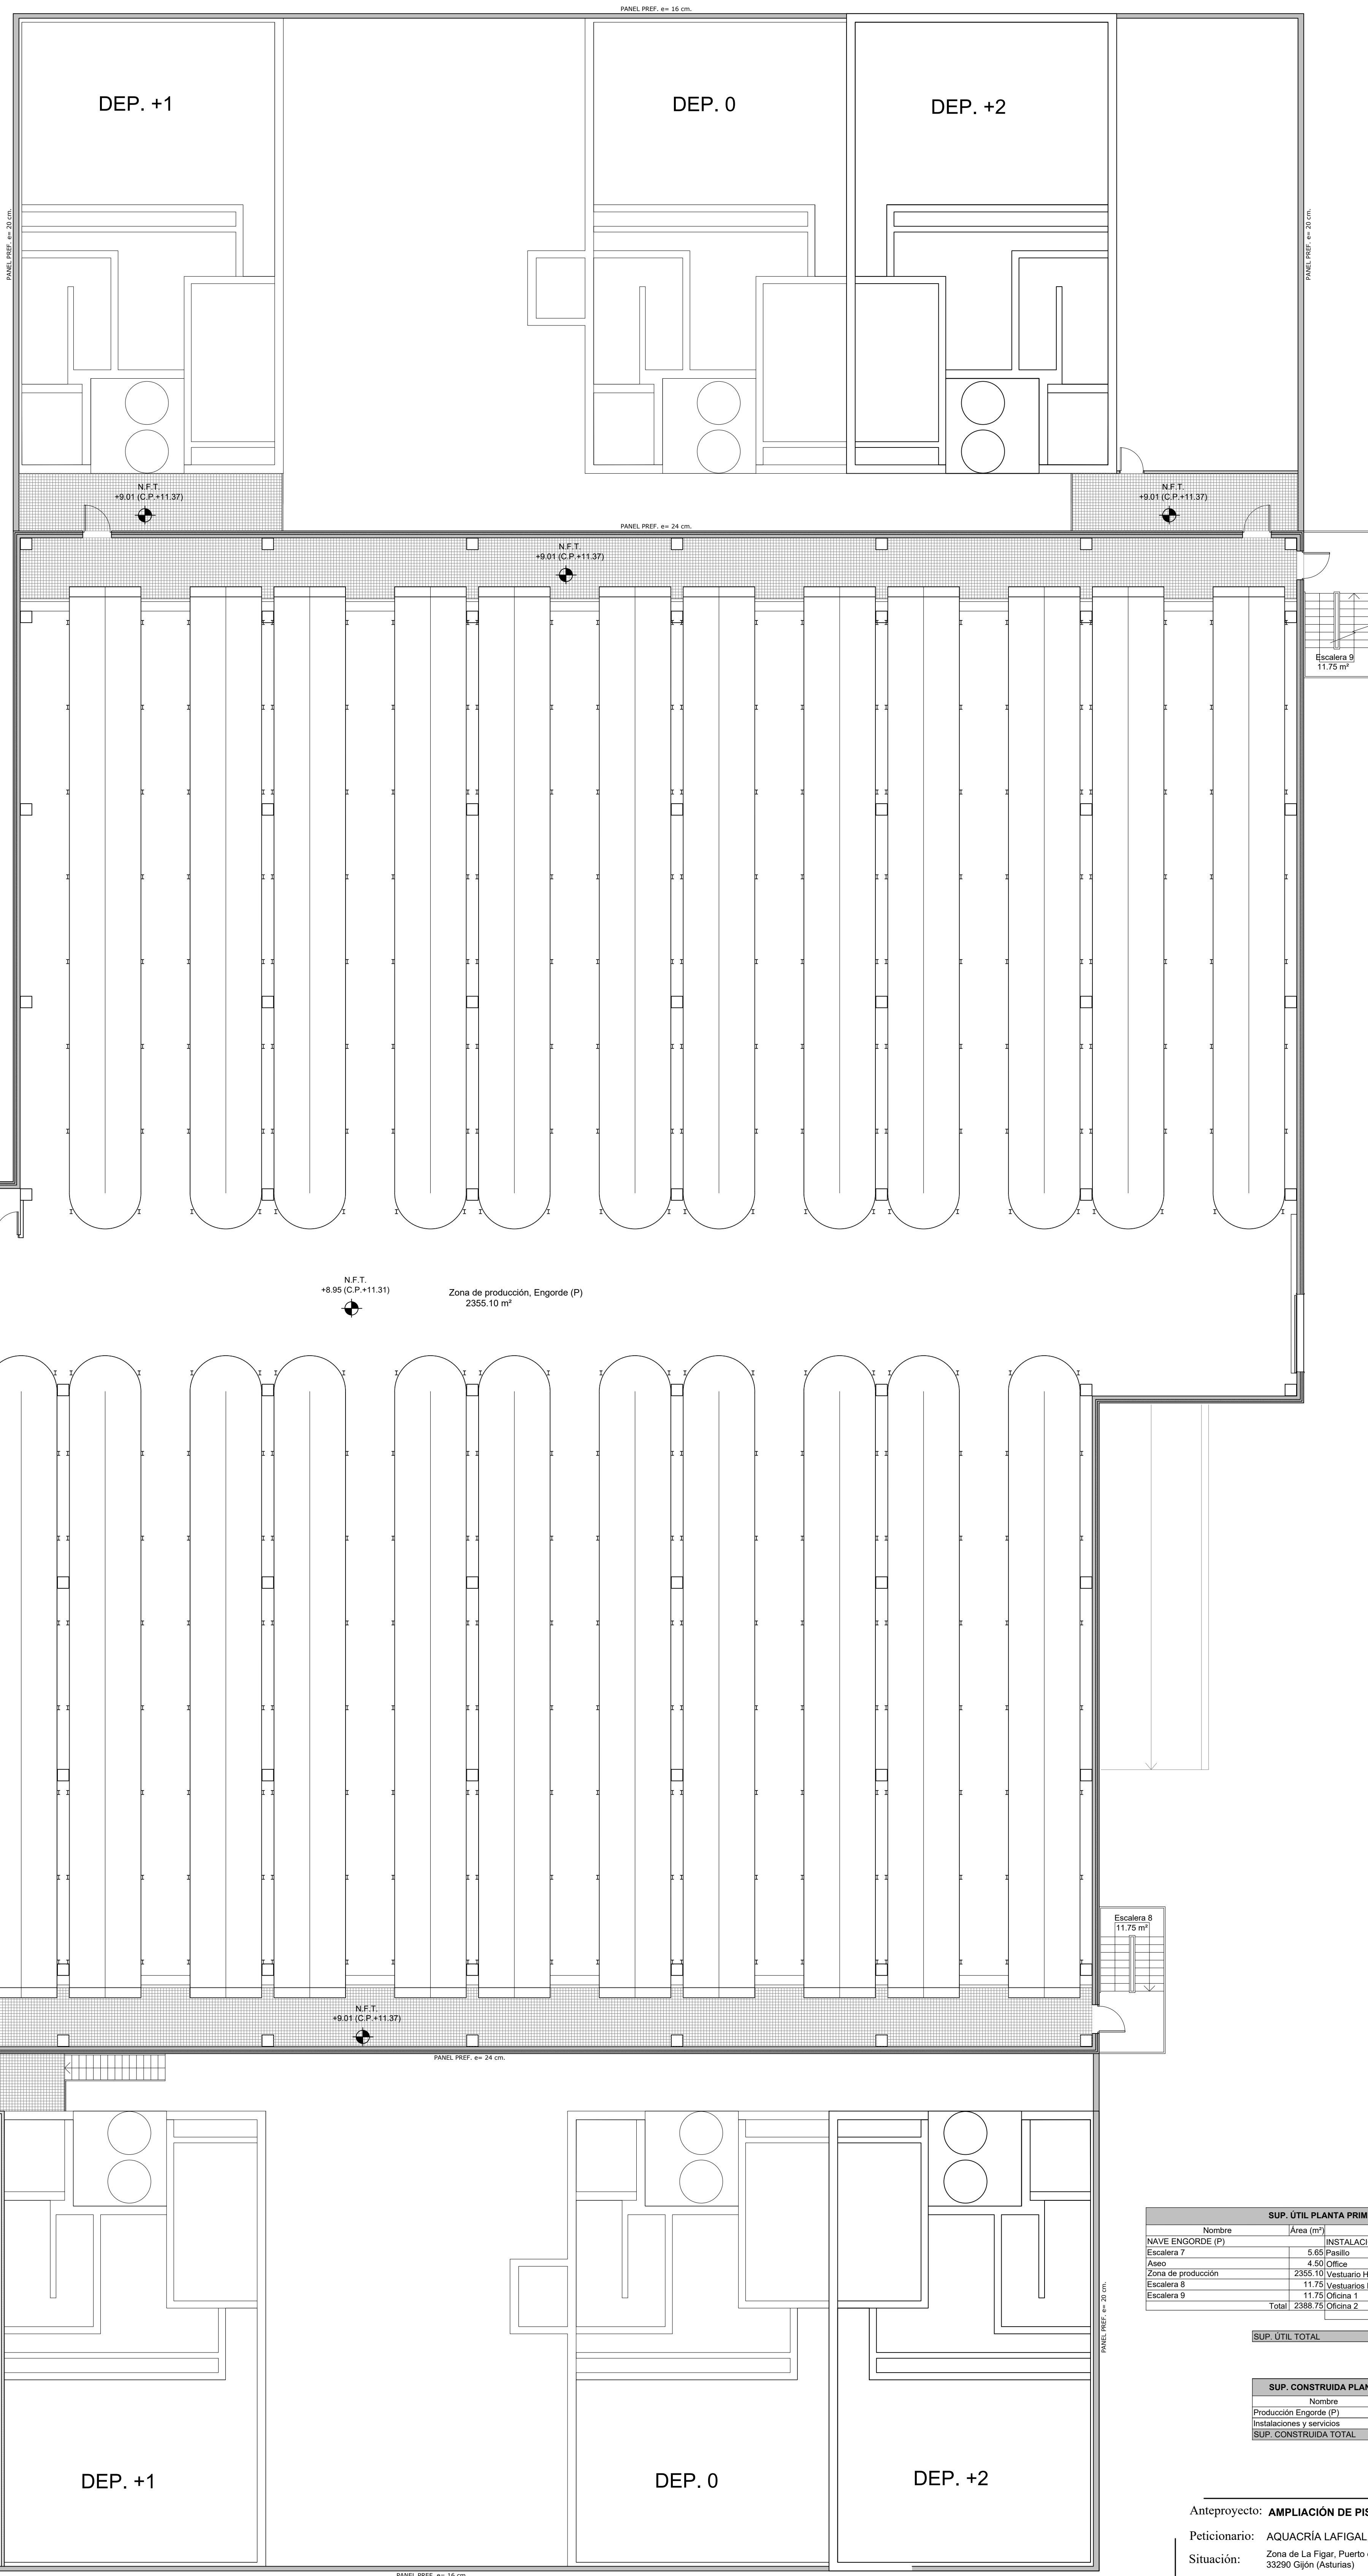 PANEL PREF. e= 16 cm.
DEP. +1
DEP. 0
DEP. +2
PANEL PREF. e= 20 cm.
PANEL PREF. e= 20 cm.
N.F.T.
+9.01 (C.P.+11.37)
N.F.T.
+9.01 (C.P.+11.37)
PANEL PREF. e= 24 cm.
N.F.T.
+9.01 (C.P.+11.37)
Escalera 9
11.75 m²
N.F.T.
+8.95 (C.P.+11.31)
Zona de producción, Engorde (P)
2355.10 m²
Escalera 8
11.75 m²
N.F.T.
+9.01 (C.P.+11.37)
PANEL PREF. e= 24 cm.
PANEL PREF. e= 20 cm.
SUP. ÚTIL PLANTA PRIM
Nombre Área (m²)
NAVE ENGORDE (P) INSTALACI
Escalera 7 5.65 Pasillo
Aseo 4.50 Office
Zona de producción 2355.10 Vestuario H
Escalera 8 11.75 Vestuarios
Escalera 9 11.75 Oficina 1
Total 2388.75 Oficina 2
SUP. ÚTIL TOTAL
SUP. CONSTRUIDA PLAN
Nombre
Producción Engorde (P)
Instalaciones y servicios
SUP. CONSTRUIDA TOTAL
DEP. +1
DEP. 0
DEP. +2
Anteproyecto: AMPLIACIÓN DE PIS
Peticionario: AQUACRÍA LAFIGAL
Situación: Zona de La Figar, Puerto
33290 Gijón (Asturias)
PANEL PREF. e= 16 cm.